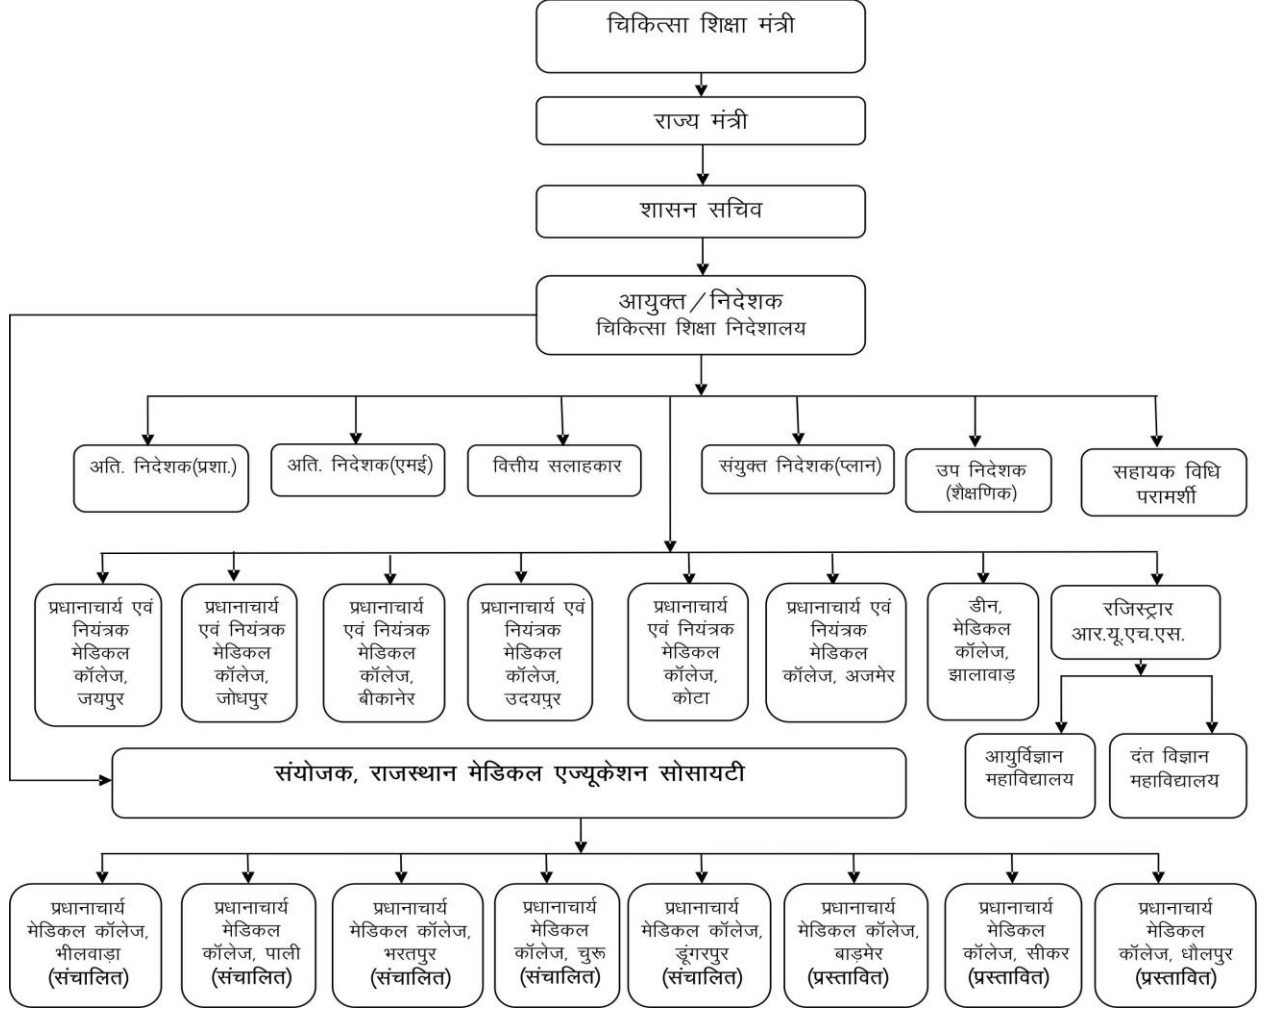 चिकित्सा शिक्षा मंत्री
राज्य मंत्री
शासन सचिव
आयुक्त/निदेशक
चिकित्सा शिक्षा निदेशालय
अति. निदेशक(प्रशा.)
अति. निदेशक(एमई)
वित्तीय सलाहकार
संयुक्त निदेशक(प्लान)
उप निदेशक
(शैक्षणिक)
सहायक विधि
परामर्शी
प्रधानाचार्य एवं
नियंत्रक
मेडिकल
कॉलेज,
जयपुर
प्रधानाचार्य
एवं नियंत्रक
मेडिकल
कॉलेज,
जोधपुर
प्रधानाचार्य
एवं नियंत्रक
मेडिकल
कॉलेज,
बीकानेर
प्रधानाचार्य एवं
नियंत्रक
मेडिकल
कॉलेज,
उदयपुर
प्रधानाचार्य
एवं नियंत्रक
मेडिकल
कॉलेज,
कोटा
प्रधानाचार्य एवं
नियंत्रक
मेडिकल
कॉलेज, अजमेर
डीन,
मेडिकल
कॉलेज,
झालावाड़
रजिस्ट्रार
आर.यू.एच.एस.
आयुर्विज्ञान
महाविद्यालय
दंत विज्ञान
महाविद्यालय
संयोजक, राजस्थान मेडिकल एज्यूकेशन सोसायटी
प्रधानाचार्य
मेडिकल कॉलेज,
भीलवाड़ा
(संचालित)
प्रधानाचार्य
मेडिकल
कॉलेज, पाली
(संचालित)
प्रधानाचार्य
मेडिकल कॉलेज,
भरतपुर
(संचालित)
प्रधानाचार्य
मेडिकल
कॉलेज, चुरू
(संचालित)
प्रधानाचार्य
मेडिकल कॉलेज,
डूंगरपुर
(संचालित)
प्रधानाचार्य
मेडिकल कॉलेज,
बाड़मेर
(प्रस्तावित)
प्रधानाचार्य
मेडिकल
कॉलेज, सीकर
(प्रस्तावित)
प्रधानाचार्य
मेडिकल
कॉलेज, धौलपुर
(प्रस्तावित)